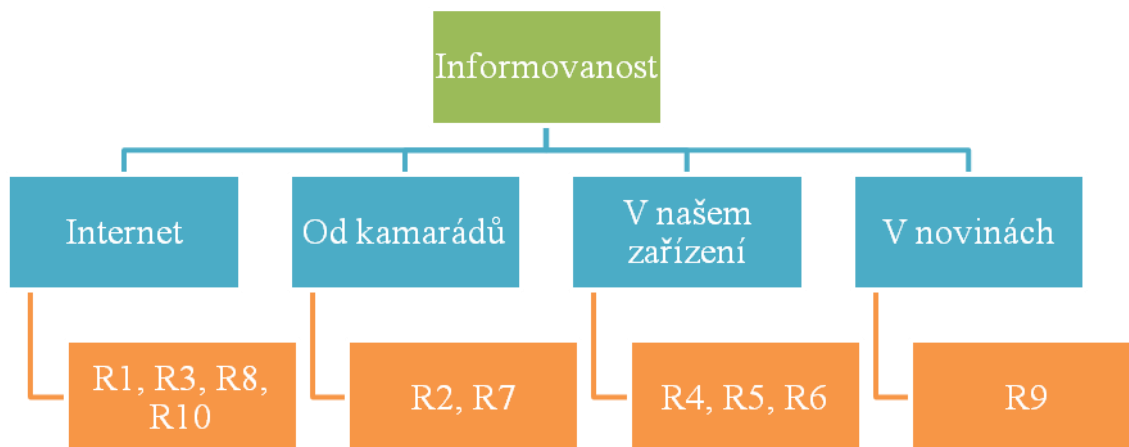 Informovanost
Internet
Od kamarádů
V našem
zařízení
V novinách
R1, R3, R8,
R10
R2, R7
R4, R5, R6
R9